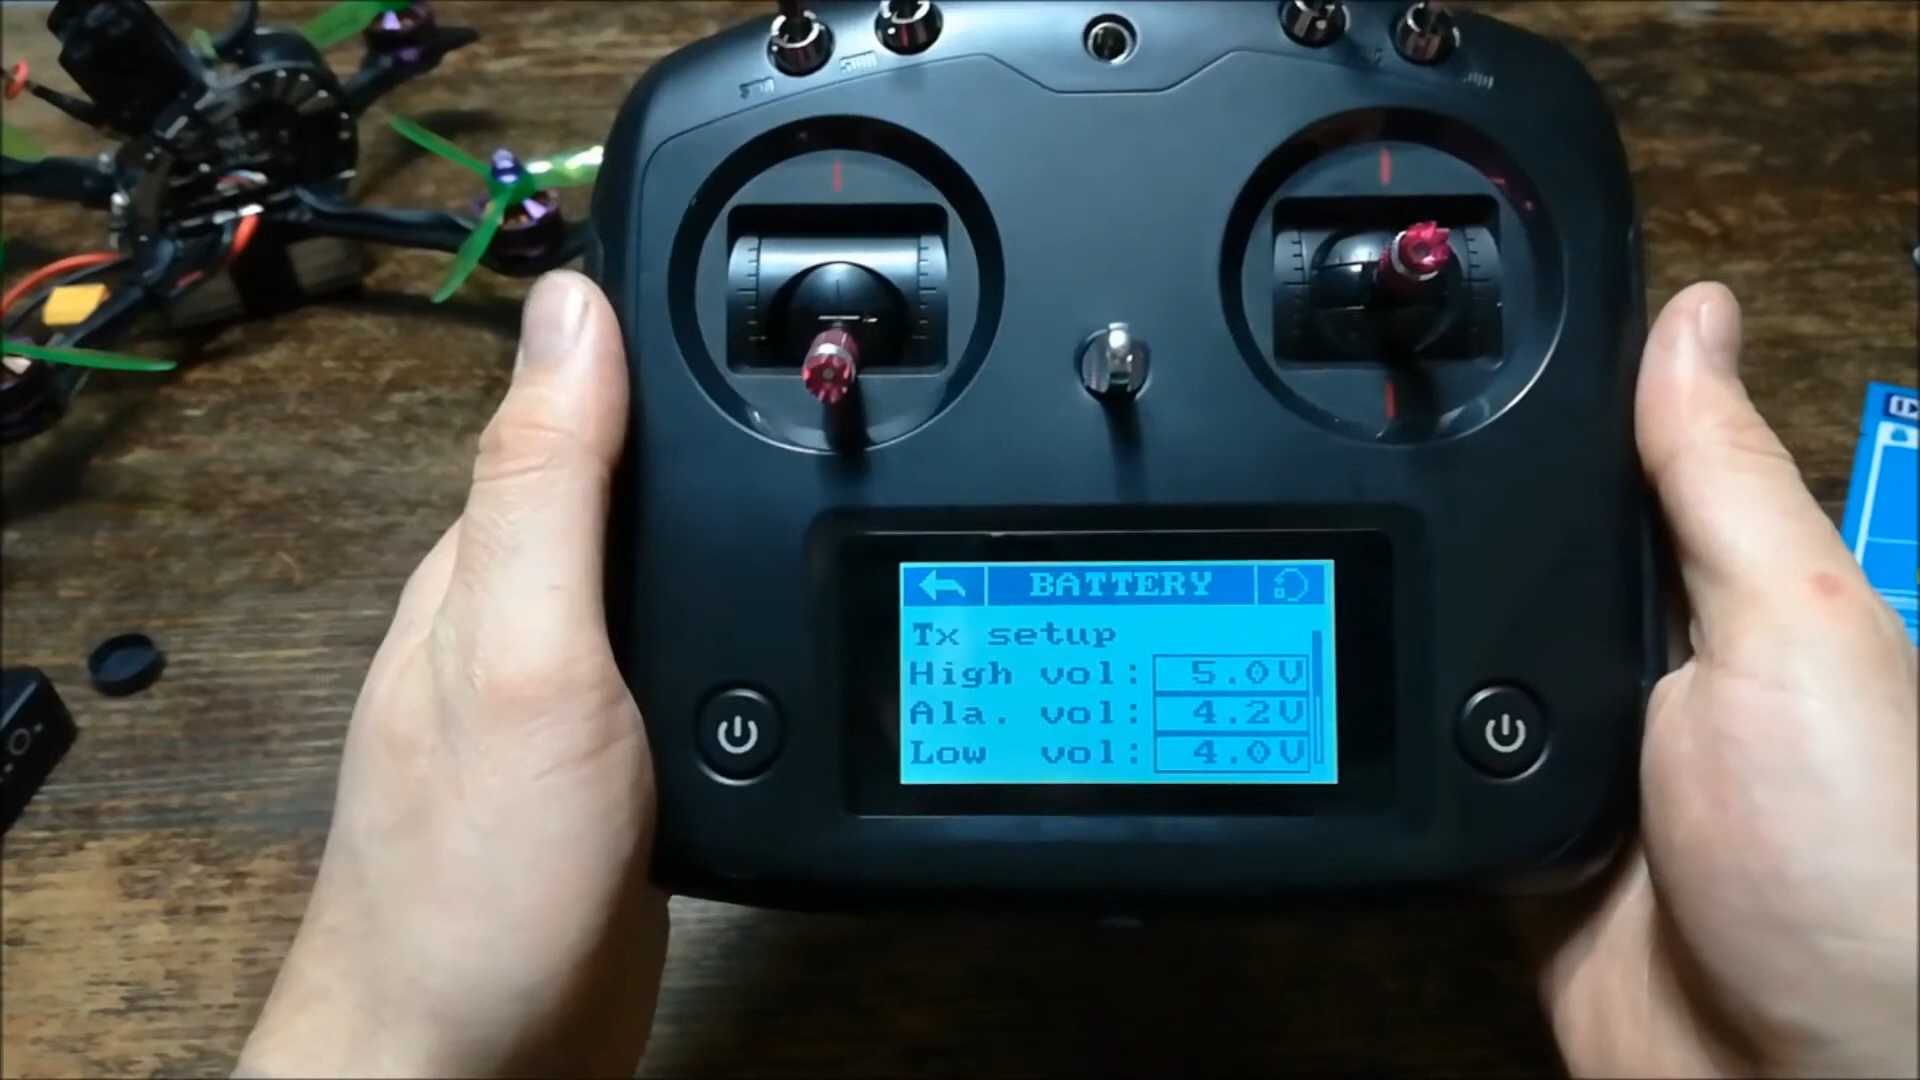 BATTERY
Tx setup
High vol: 5.0V
Ala. vol: 4.2V
Low vol: 4.0V